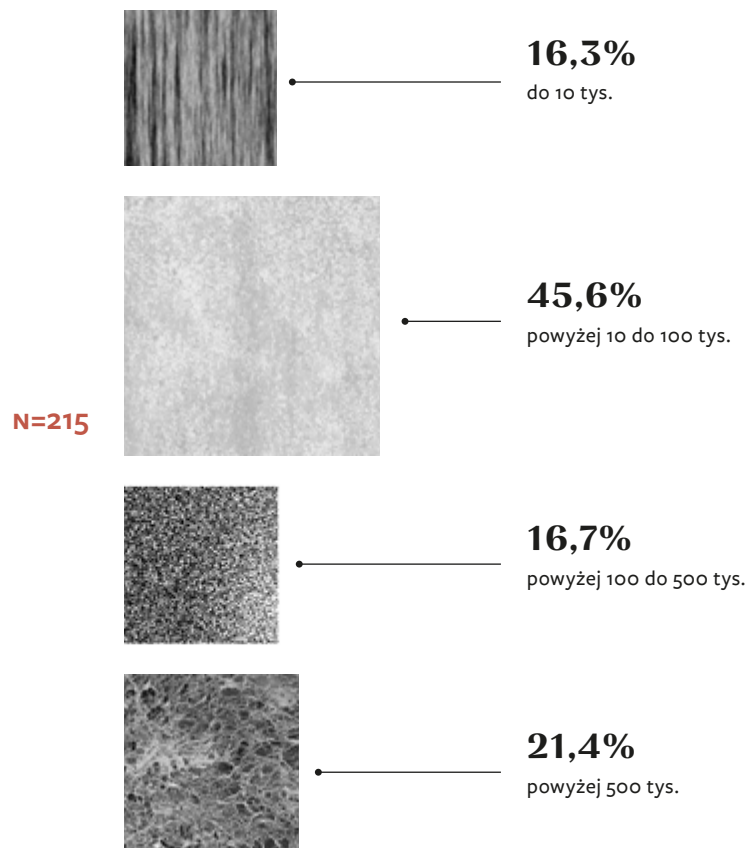 16,3%
do 10 tys.
45,6%
powyżej 10 do 100 tys.
N=215
16,7%
powyżej 100 do 500 tys.
21,4%
powyżej 500 tys.